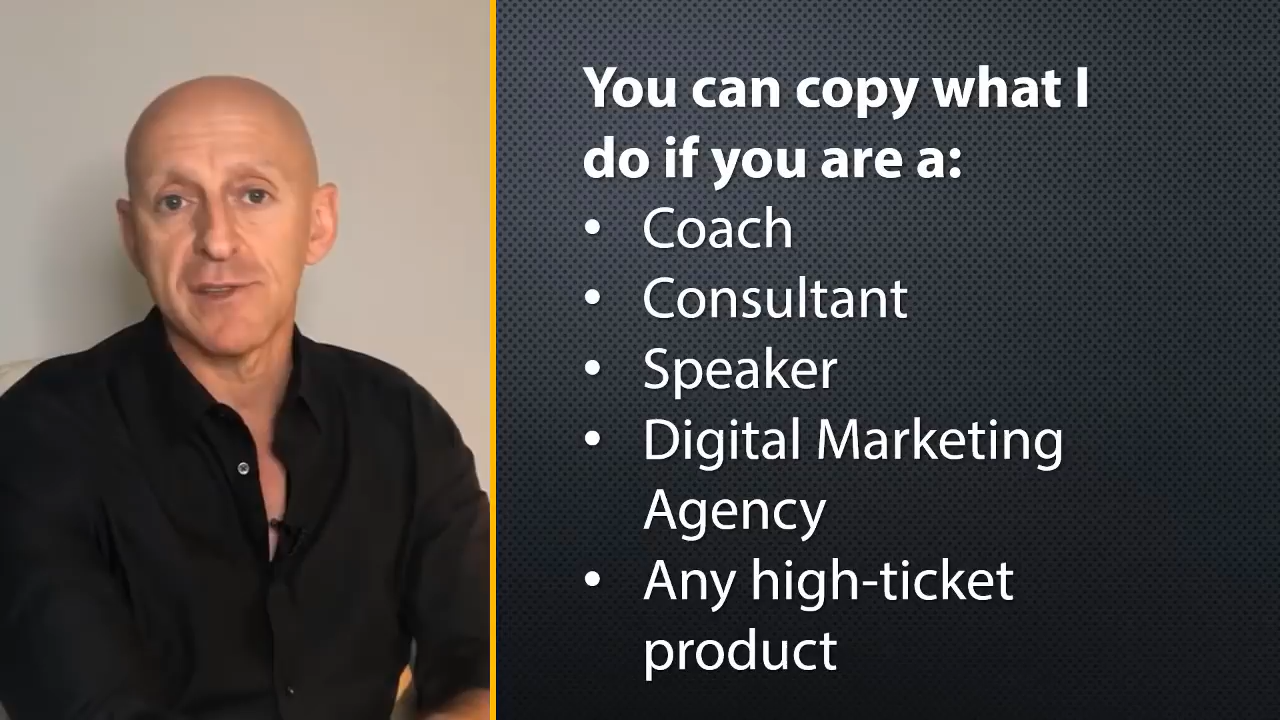 You can copy what I
do if you are a:
• Coach
• Consultant
• Speaker
• Digital Marketing
Agency
• Any high-ticket
product